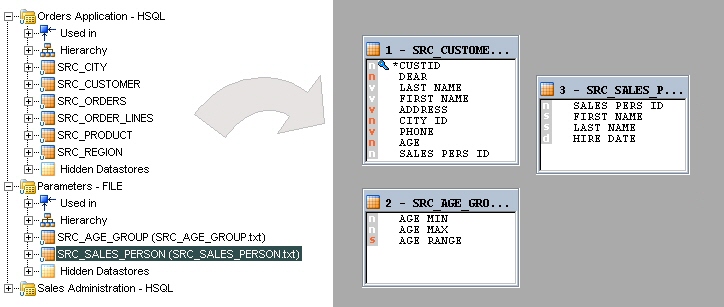 Orders Application - HSQL
Used in
Hierarchy
SRC_CITY
SRC_CUSTOMER
SRC_ORDERS
SRC_ORDER_LINES
SRC_PRODUCT
SRC_REGION
Hidden Datastores
Parameters - FILE
Used in
Hierarchy
SRC_AGE_GROUP (SRC_AGE_GROUP.txt)
SRC_SALES_PERSON (SRC_SALES_PERSON.txt)
Hidden Datastores
Sales Administration - HSQL
1 - SRC_CUSTOME...
n *CUSTID
n DEAR
v LAST NAME
v FIRST NAME
v ADDRESS
n CITY ID
v PHONE
n AGE
n SALES PERS ID
2 - SRC_AGE_GRO...
n AGE MIN
n AGE MAX
s AGE RANGE
3 - SRC_SALES_P...
n SALES PERS ID
s FIRST NAME
s LAST NAME
d HIRE DATE